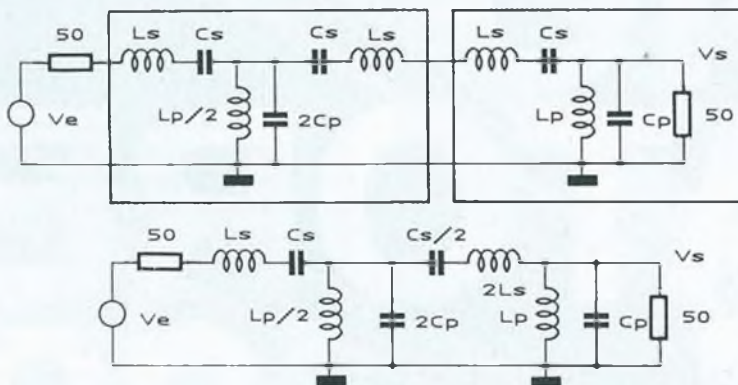 50 Ls Cs Cs Ls Ls Cs Vs
Ve Lp/2 2Cp Lp Cp 50
50 Ls Cs Cs/2 Vs
2Ls
Ve Lp/2 2Cp Lp Cp 50